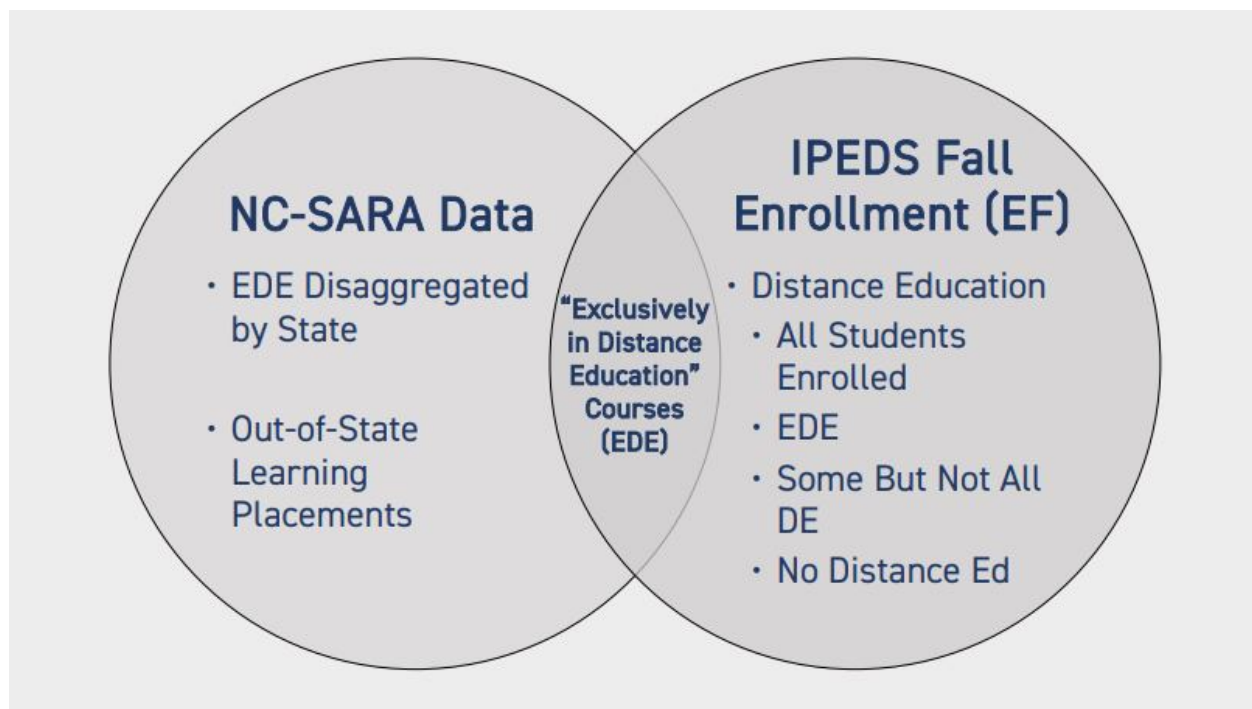 NC-SARA Data
· EDE Disaggregated
by State
· Out-of-State
Learning
Placements
“Exclusively
in Distance
Education”
Courses
(EDE)
IPEDS Fall
Enrollment (EF)
· Distance Education
· All Students
Enrolled
· EDE
· Some But Not All
DE
· No Distance Ed